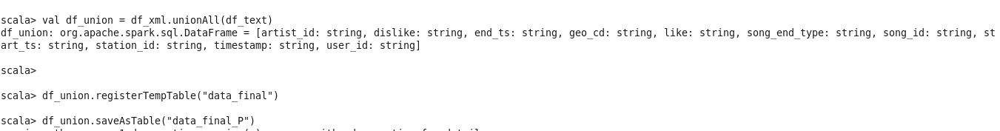 scala> val df_union = df_xml.unionAll(df_text)
df_union: org.apache.spark.sql.DataFrame = [artist_id: string, dislike: string, end_ts: string, geo_cd: string, like: string, song_end_type: string, song_id: string, st
art_ts: string, station_id: string, timestamp: string, user_id: string]
scala>
scala> df_union.registerTempTable("data_final")
scala> df_union.saveAsTable("data_final_P")